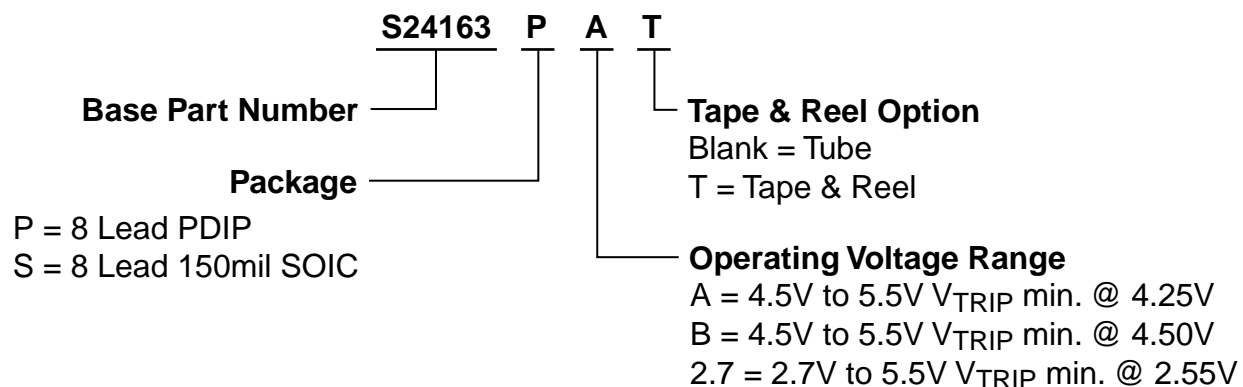 S24163 P A T
Base Part Number
Package
P = 8 Lead PDIP
S = 8 Lead 150mil SOIC
Tape & Reel Option
Blank = Tube
T = Tape & Reel
Operating Voltage Range
A = 4.5V to 5.5V VTRIP min. @ 4.25V
B = 4.5V to 5.5V VTRIP min. @ 4.50V
2.7 = 2.7V to 5.5V VTRIP min. @ 2.55V